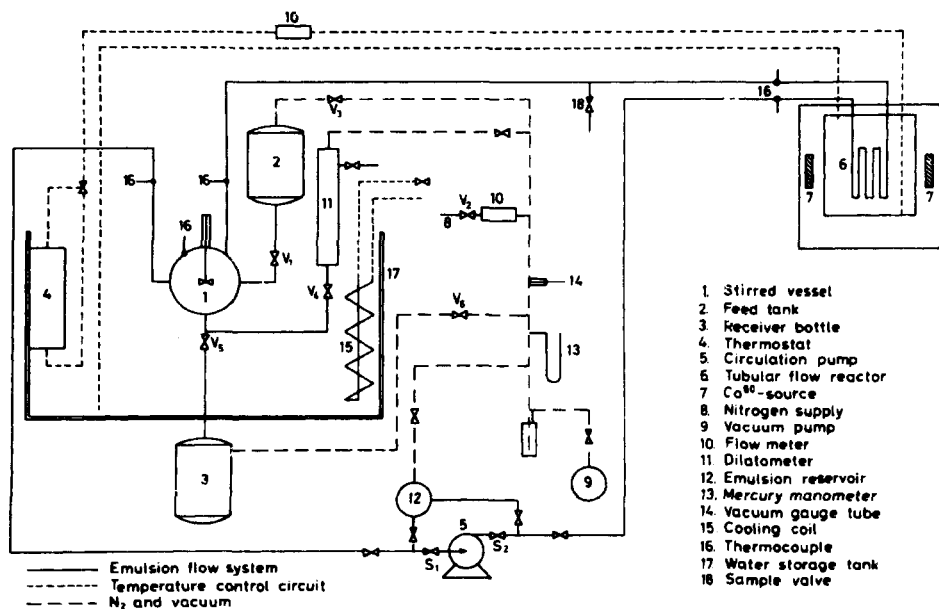 10
V₃
18
16
2
6
7
7
16
16
11
V₂
10
8
16
V₁
17
14
4
1
V₄
V₆
V₅
15
13
3
12
9
5
S₁
S₂
1. Stirred vessel
2. Feed tank
3. Receiver bottle
4. Thermostat
5. Circulation pump
6. Tubular flow reactor
7 Co⁶⁰-source
8. Nitrogen supply
9. Vacuum pump
10. Flow meter
11. Dilatometer
12. Emulsion reservoir
13. Mercury manometer
14. Vacuum gauge tube
15. Cooling coil
16. Thermocouple
17. Water storage tank
18 Sample valve
Emulsion flow system
Temperature control circuit
N₂ and vacuum